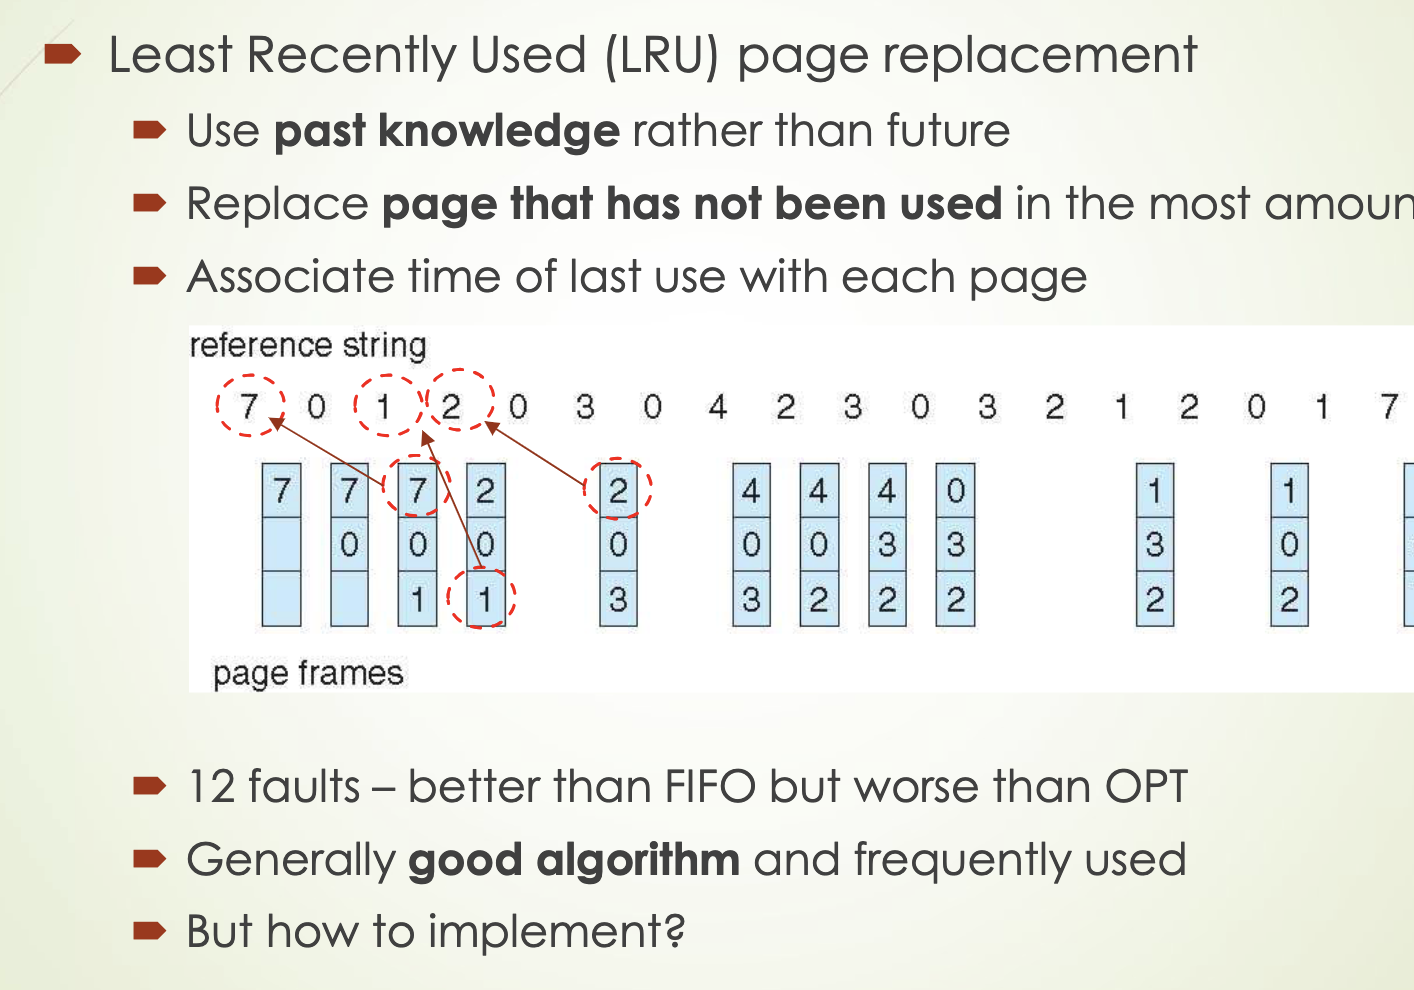 Least Recently Used (LRU) page replacement
Use past knowledge rather than future
Replace page that has not been used in the most amoun
Associate time of last use with each page
reference string
7 0 1 2 0 3 0 4 2 3 0 3 2 1 2 0 1 7
7 7 7 2 2 4 4 4 0 1 1
0 0 0 0 0 0 3 3 3 0
1 1 3 3 2 2 2 2 2
page frames
12 faults – better than FIFO but worse than OPT
Generally good algorithm and frequently used
But how to implement?